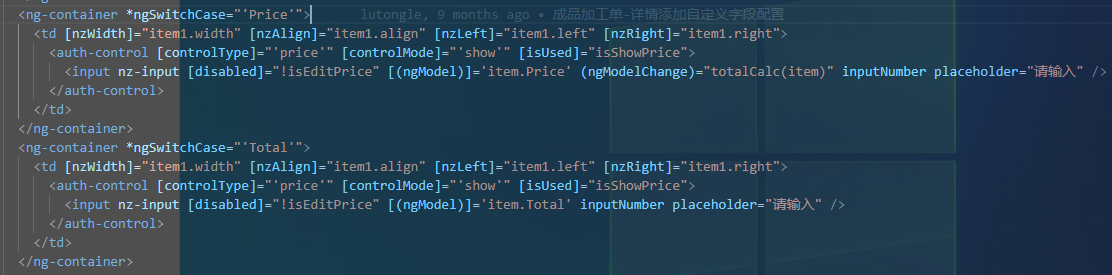 <ng-container *ngSwitchCase="'Price'"> lutongle, 9 months ago • 成品加工单-详情添加自定义字段配置
<td [nzWidth]="item1.width" [nzAlign]="item1.align" [nzLeft]="item1.left" [nzRight]="item1.right">
<auth-control [controlType]="'price'" [controlMode]="'show'" [isUsed]="isShowPrice">
<input nz-input [disabled]="!isEditPrice" [(ngModel)]='item.Price' (ngModelChange)="totalCalc(item)" inputNumber placeholder="请输入" />
</auth-control>
</td>
</ng-container>
<ng-container *ngSwitchCase="'Total'">
<td [nzWidth]="item1.width" [nzAlign]="item1.align" [nzLeft]="item1.left" [nzRight]="item1.right">
<auth-control [controlType]="'price'" [controlMode]="'show'" [isUsed]="isShowPrice">
<input nz-input [disabled]="!isEditPrice" [(ngModel)]='item.Total' inputNumber placeholder="请输入" />
</auth-control>
</td>
</ng-container>